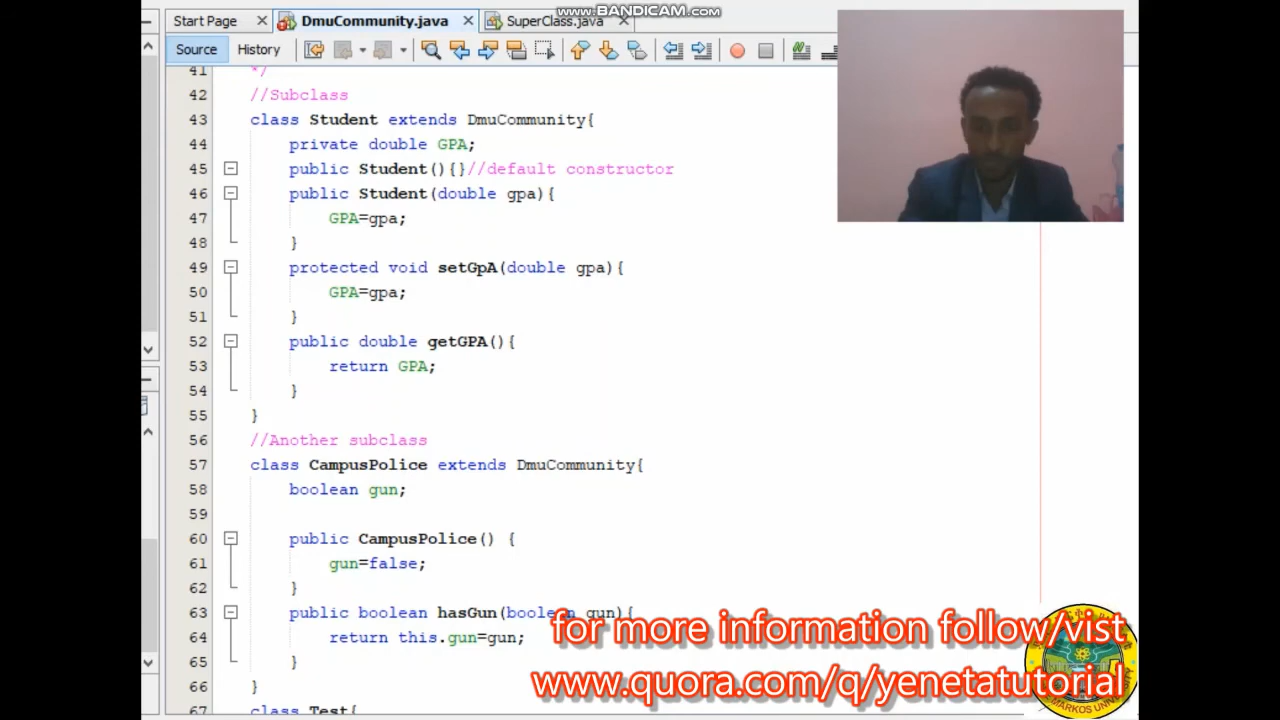 www.BANDICAM.com
Start Page
DmuCommunity.java
SuperClass.java
Source
History
41 */
42 //Subclass
43 class Student extends DmuCommunity{
44 private double GPA;
45 public Student(){}//default constructor
46 public Student(double gpa){
47 GPA=gpa;
48 }
49 protected void setGpA(double gpa){
50 GPA=gpa;
51 }
52 public double getGPA(){
53 return GPA;
54 }
55 }
56 //Another subclass
57 class CampusPolice extends DmuCommunity{
58 boolean gun;
59
60 public CampusPolice() {
61 gun=false;
62 }
63 public boolean hasGun(boolean gun){
64 return this.gun=gun;
65 }
66 }
67 class Test{
for more information follow/vist
www.quora.com/q/yenetatutorial
MARKOS UNIVERSITY